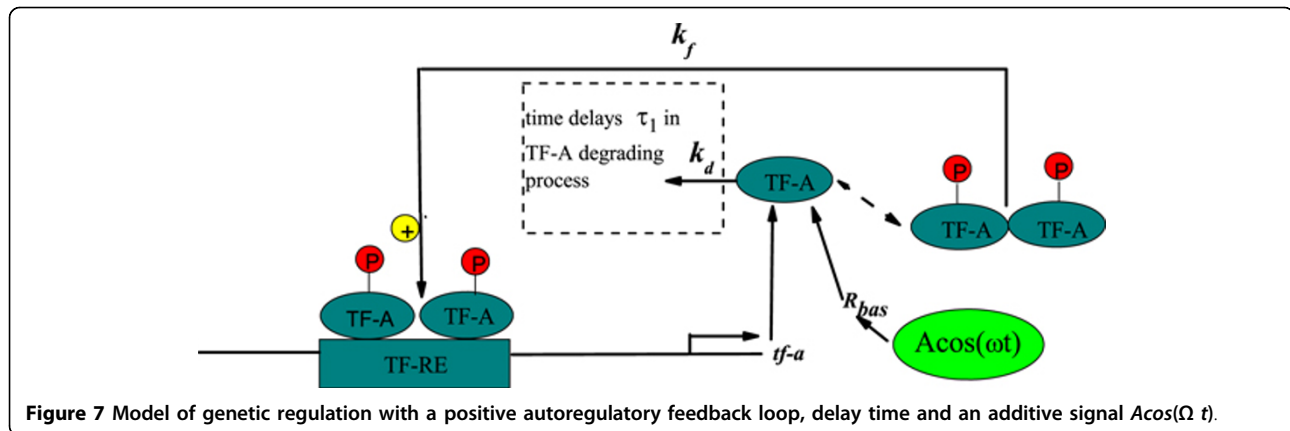 k_f
time delays τ_1 in
TF-A degrading
process
k_d
TF-A
P
P
TF-A
TF-A
+
P
P
TF-A
TF-A
TF-RE
tf-a
R_bas
Acos(ωt)
Figure 7 Model of genetic regulation with a positive autoregulatory feedback loop, delay time and an additive signal Acos(Ω t).